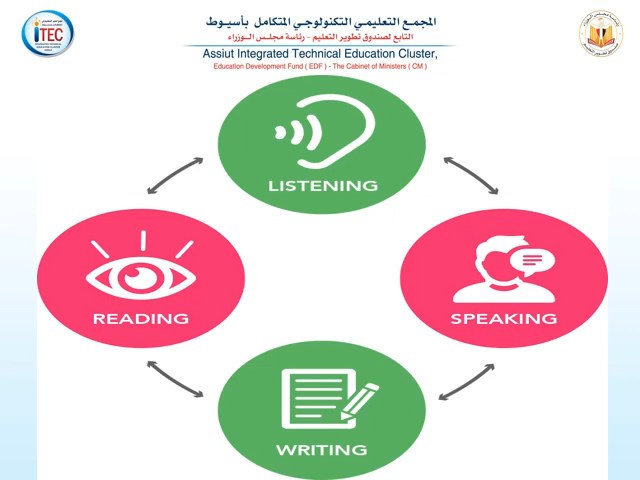 المجمع التعليمي التكنولوجي المتكامل بأسيوط
التابع لصندوق تطوير التعليم - رئاسة مجلس الوزراء
Assiut Integrated Technical Education Cluster,
Education Development Fund ( EDF ) - The Cabinet of Ministers ( CM )
iTEC
LISTENING
READING
SPEAKING
WRITING